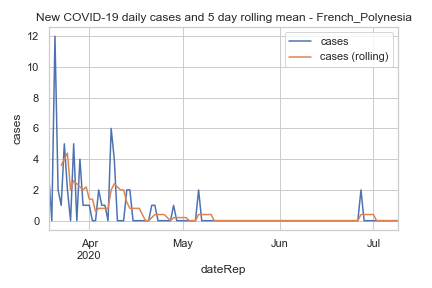 New COVID-19 daily cases and 5 day rolling mean - French_Polynesia
cases
cases (rolling)
12
10
8
6
4
2
0
cases
Apr
2020
May
Jun
Jul
dateRep